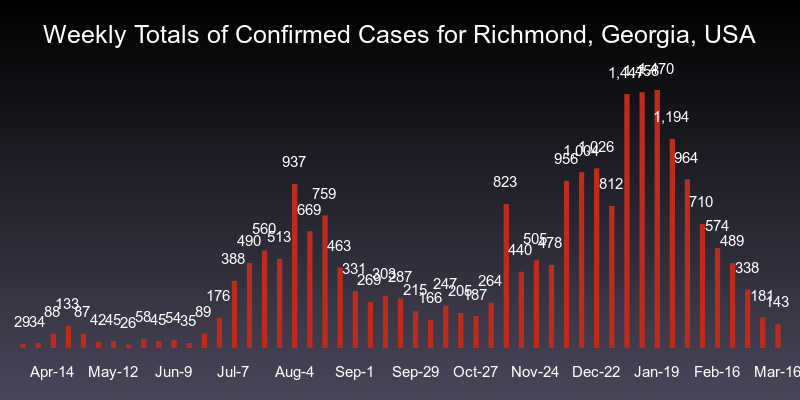 Weekly Totals of Confirmed Cases for Richmond, Georgia, USA
29 34 88 133 87 42 45 26 58 45 54 35 89 176 388 490 560 513 937 669 759 463 331 269 309 287 215 166 247 205 187 264 823 440 505 478 956 1,004 1,026 812 1,447 1,456 1,470 1,194 964 710 574 489 338 181 143
Apr-14 May-12 Jun-9 Jul-7 Aug-4 Sep-1 Sep-29 Oct-27 Nov-24 Dec-22 Jan-19 Feb-16 Mar-16